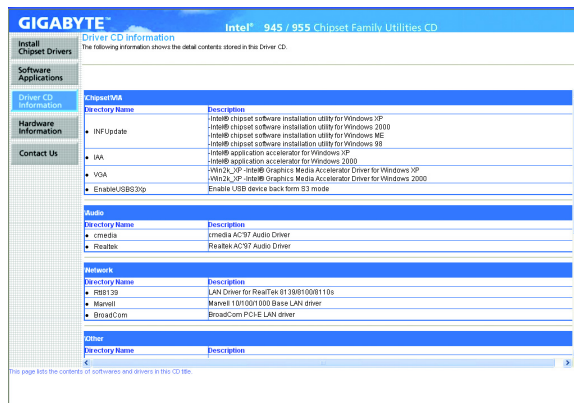 GIGABYTE™
Intel® 945 / 955 Chipset Family Utilities CD
Install
Chipset Drivers
Software
Applications
Driver CD
Information
Hardware
Information
Contact Us
Driver CD information
The following information shows the detail contents stored in this Driver CD.
\Chipset\VIA
Directory Name Description
• INFUpdate
-Intel® chipset software installation utility for Windows XP
-Intel® chipset software installation utility for Windows 2000
-Intel® chipset software installation utility for Windows ME
-Intel® chipset software installation utility for Windows 98
• IAA
-Intel® application accelerator for Windows XP
-Intel® application accelerator for Windows 2000
• VGA
-Win2k_XP -Intel® Graphics Media Accelerator Driver for Windows XP
-Win2k_XP -Intel® Graphics Media Accelerator Driver for Windows 2000
• EnableUSBS3Xp Enable USB device back form S3 mode
\Audio
Directory Name Description
• cmedia cmedia AC'97 Audio Driver
• Realtek Realtek AC'97 Audio Driver
\Network
Directory Name Description
• Rtl8139 LAN Driver for RealTek 8139/8100/8110s
• Marvell Marvell 10/100/1000 Base LAN driver
• BroadCom BroadCom PCI-E LAN driver
\Other
Directory Name Description
This page lists the contents of softwares and drivers in this CD title.